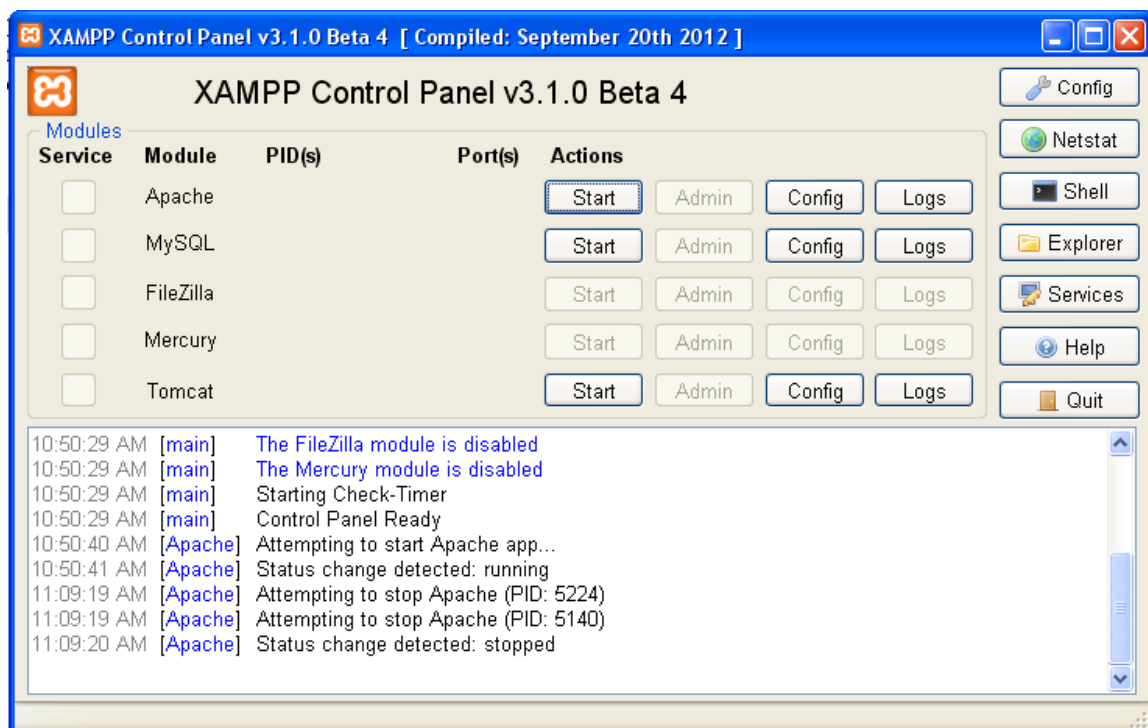 XAMPP Control Panel v3.1.0 Beta 4 [ Compiled: September 20th 2012 ]
XAMPP Control Panel v3.1.0 Beta 4
Config
Modules
Netstat
Service Module PID(s) Port(s) Actions
Apache Start Admin Config Logs
Shell
MySQL Start Admin Config Logs
Explorer
FileZilla Start Admin Config Logs
Services
Mercury Start Admin Config Logs
Help
Tomcat Start Admin Config Logs
Quit
10:50:29 AM [main] The FileZilla module is disabled
10:50:29 AM [main] The Mercury module is disabled
10:50:29 AM [main] Starting Check-Timer
10:50:29 AM [main] Control Panel Ready
10:50:40 AM [Apache] Attempting to start Apache app...
10:50:41 AM [Apache] Status change detected: running
11:09:19 AM [Apache] Attempting to stop Apache (PID: 5224)
11:09:19 AM [Apache] Attempting to stop Apache (PID: 5140)
11:09:20 AM [Apache] Status change detected: stopped